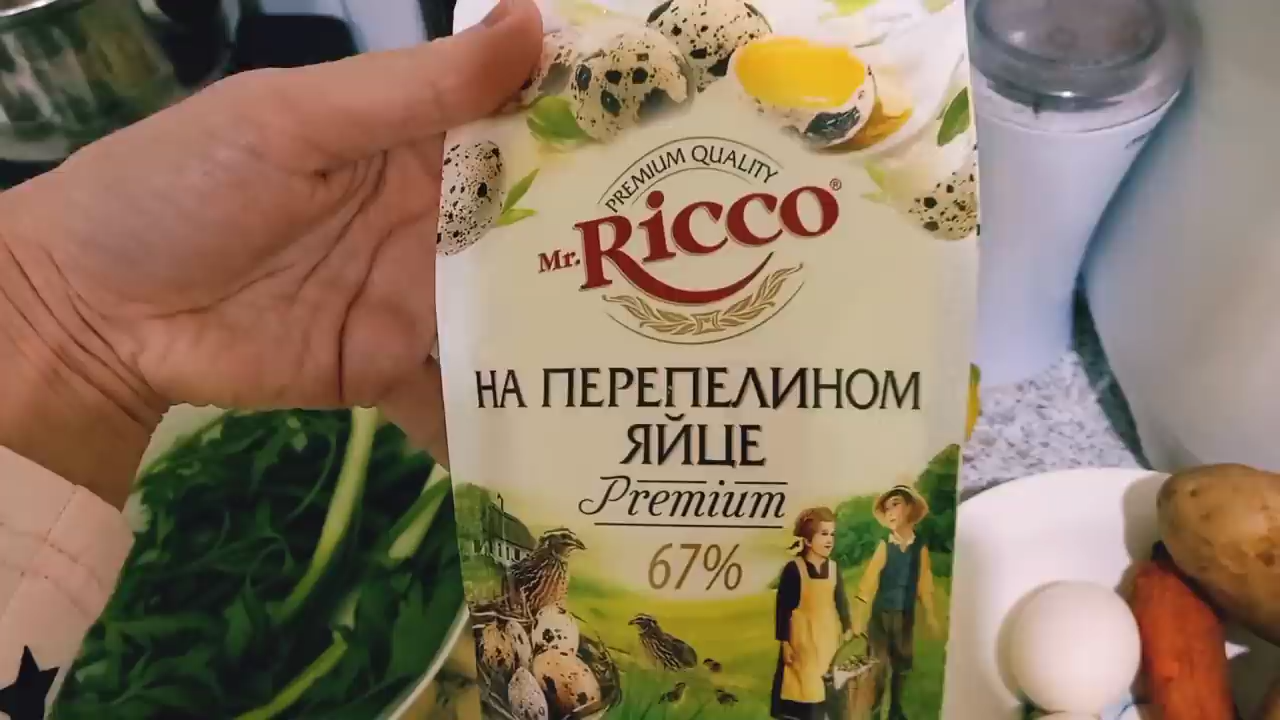 PREMIUM QUALITY
Mr. Ricco®
НА ПЕРЕПЕЛИНОМ
ЯЙЦЕ
Premium
67%